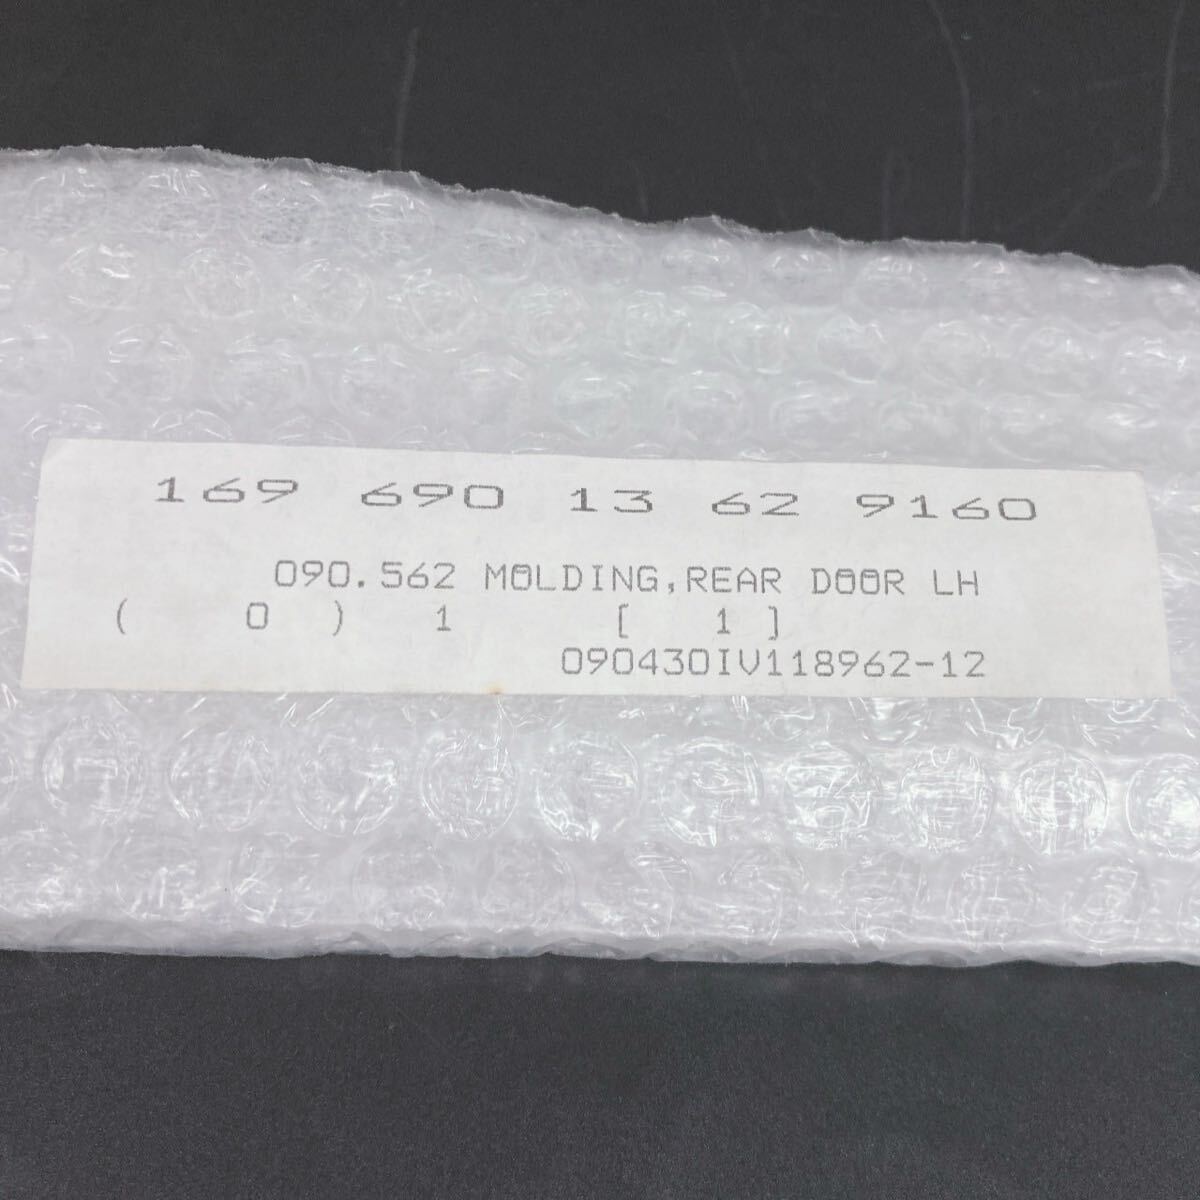 169 690 13 62 9160
090.562 MOLDING,REAR DOOR LH
( 0 ) 1 [ 1 ]
090430IV118962-12